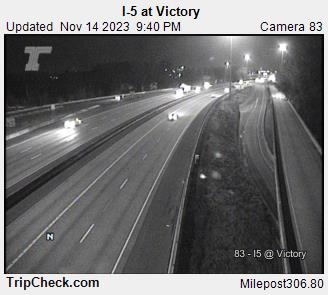 I-5 at Victory
Updated Nov 14 2023 9:40 PM
Camera 83
T
N
83 - I5 @ Victory
TripCheck.com
Milepost306.80